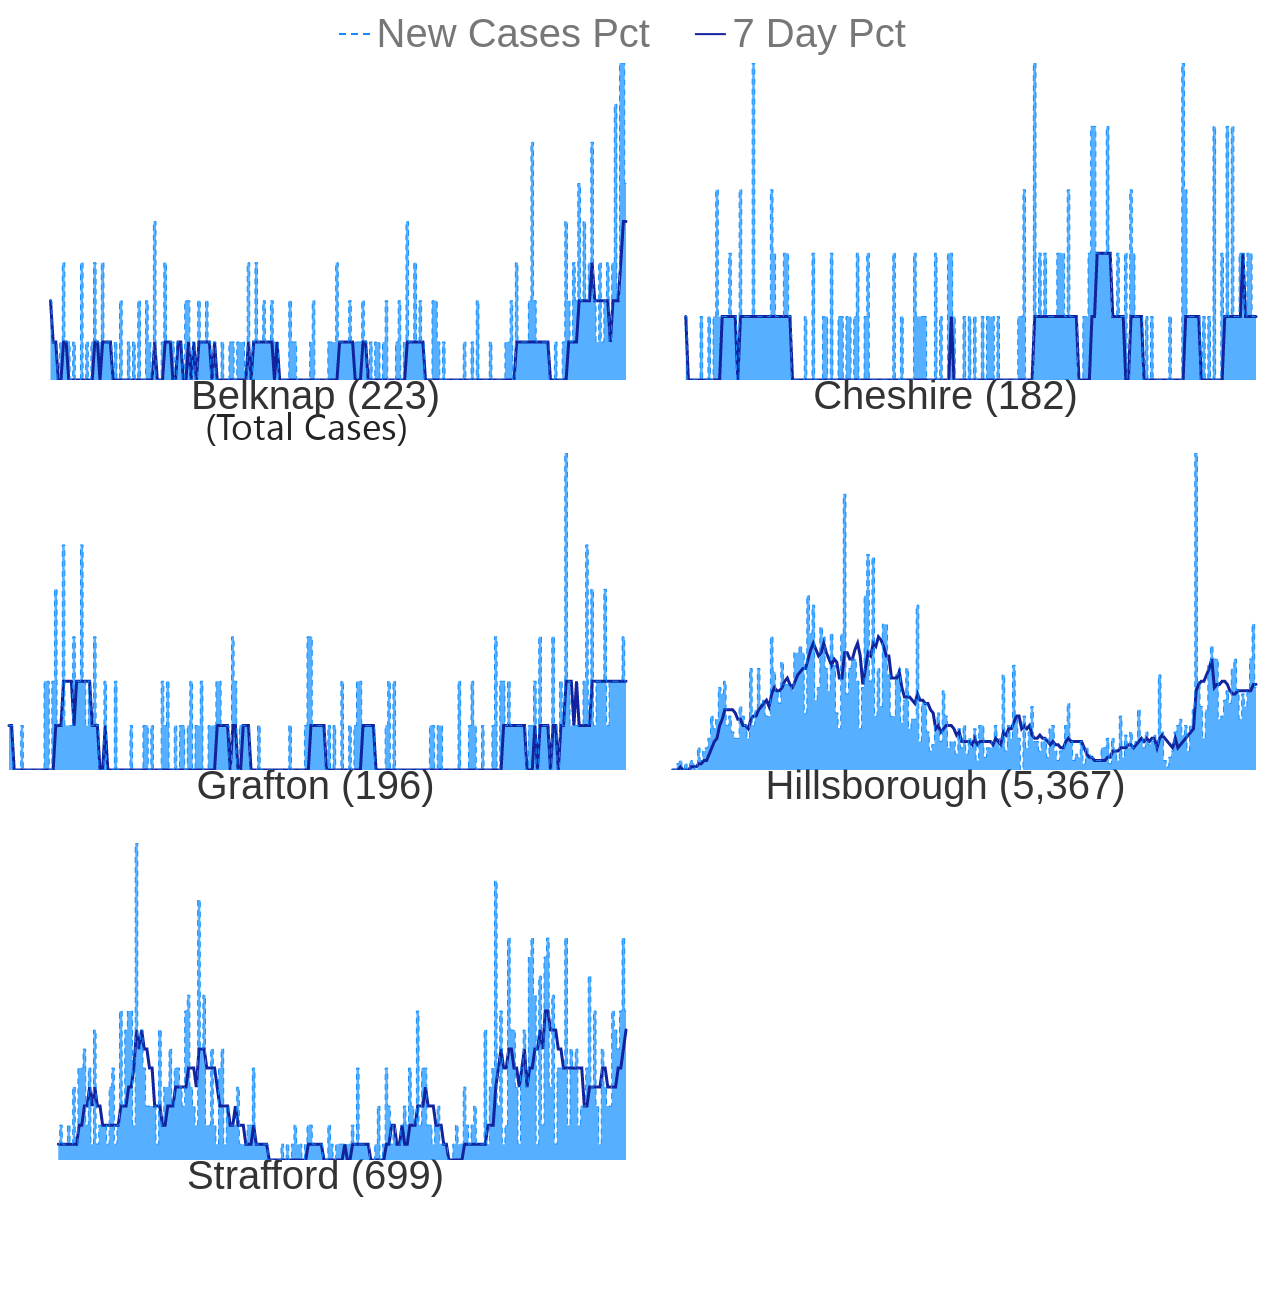 New Cases Pct 7 Day Pct
Belknap (223)
(Total Cases)
Cheshire (182)
Grafton (196)
Hillsborough (5,367)
Strafford (699)